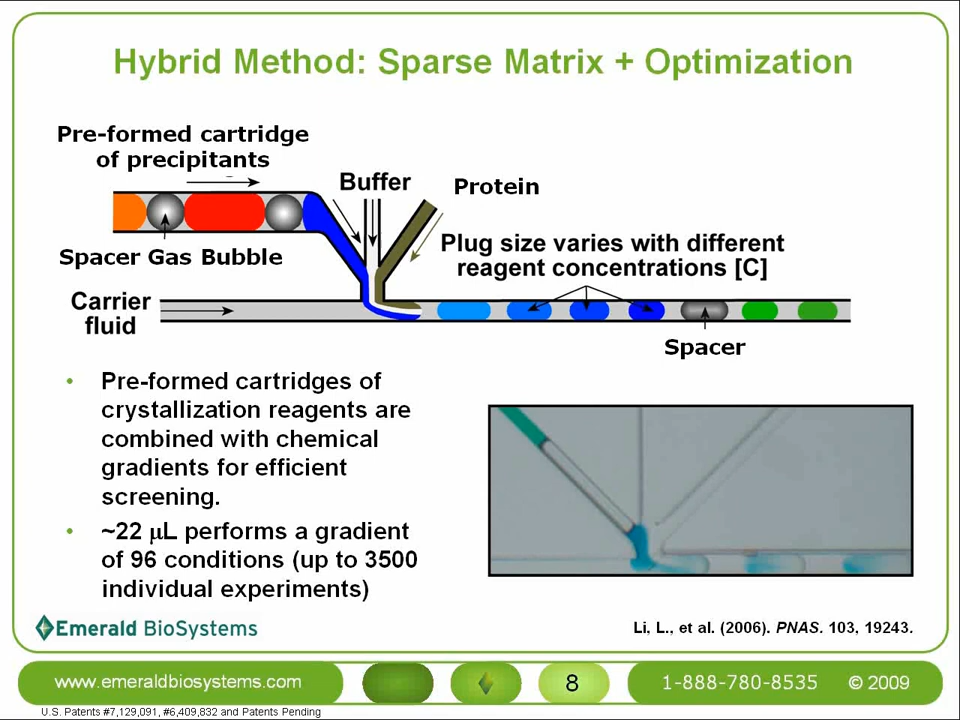 Hybrid Method: Sparse Matrix + Optimization
Pre-formed cartridge
of precipitants
Buffer
Protein
Spacer Gas Bubble
Plug size varies with different
reagent concentrations [C]
Carrier
fluid
Spacer
• Pre-formed cartridges of
crystallization reagents are
combined with chemical
gradients for efficient
screening.
• ~22 μL performs a gradient
of 96 conditions (up to 3500
individual experiments)
Emerald BioSystems
Li, L., et al. (2006). PNAS. 103, 19243.
www.emeraldbiosystems.com
8
1-888-780-8535 © 2009
U.S. Patents #7,129,091, #6,409,832 and Patents Pending